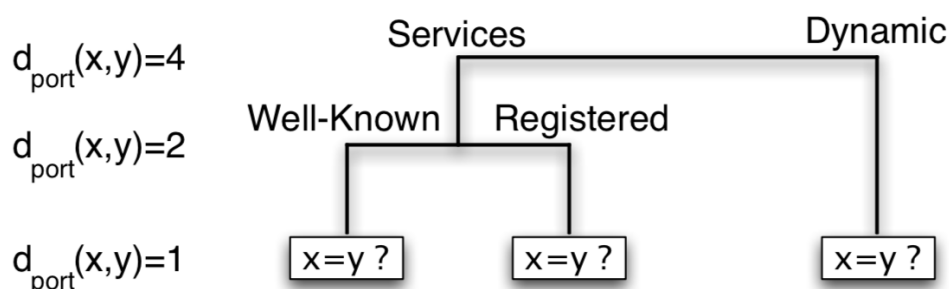 Services Dynamic
d_port(x,y)=4
Well-Known Registered
d_port(x,y)=2
d_port(x,y)=1 x=y ? x=y ? x=y ?